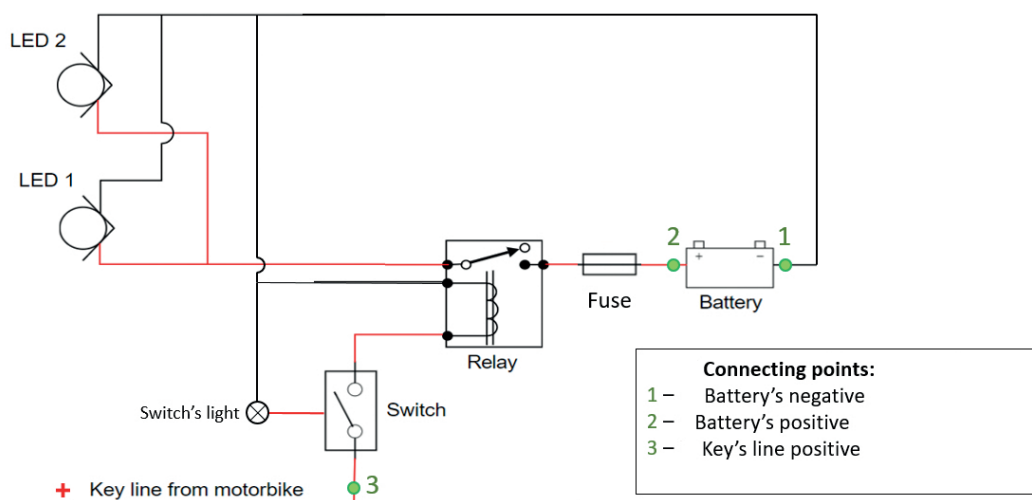 LED 2
LED 1
2
1
+ −
Fuse
Battery
Relay
Switch's light
Switch
3
+ Key line from motorbike
Connecting points:
1 – Battery's negative
2 – Battery's positive
3 – Key's line positive